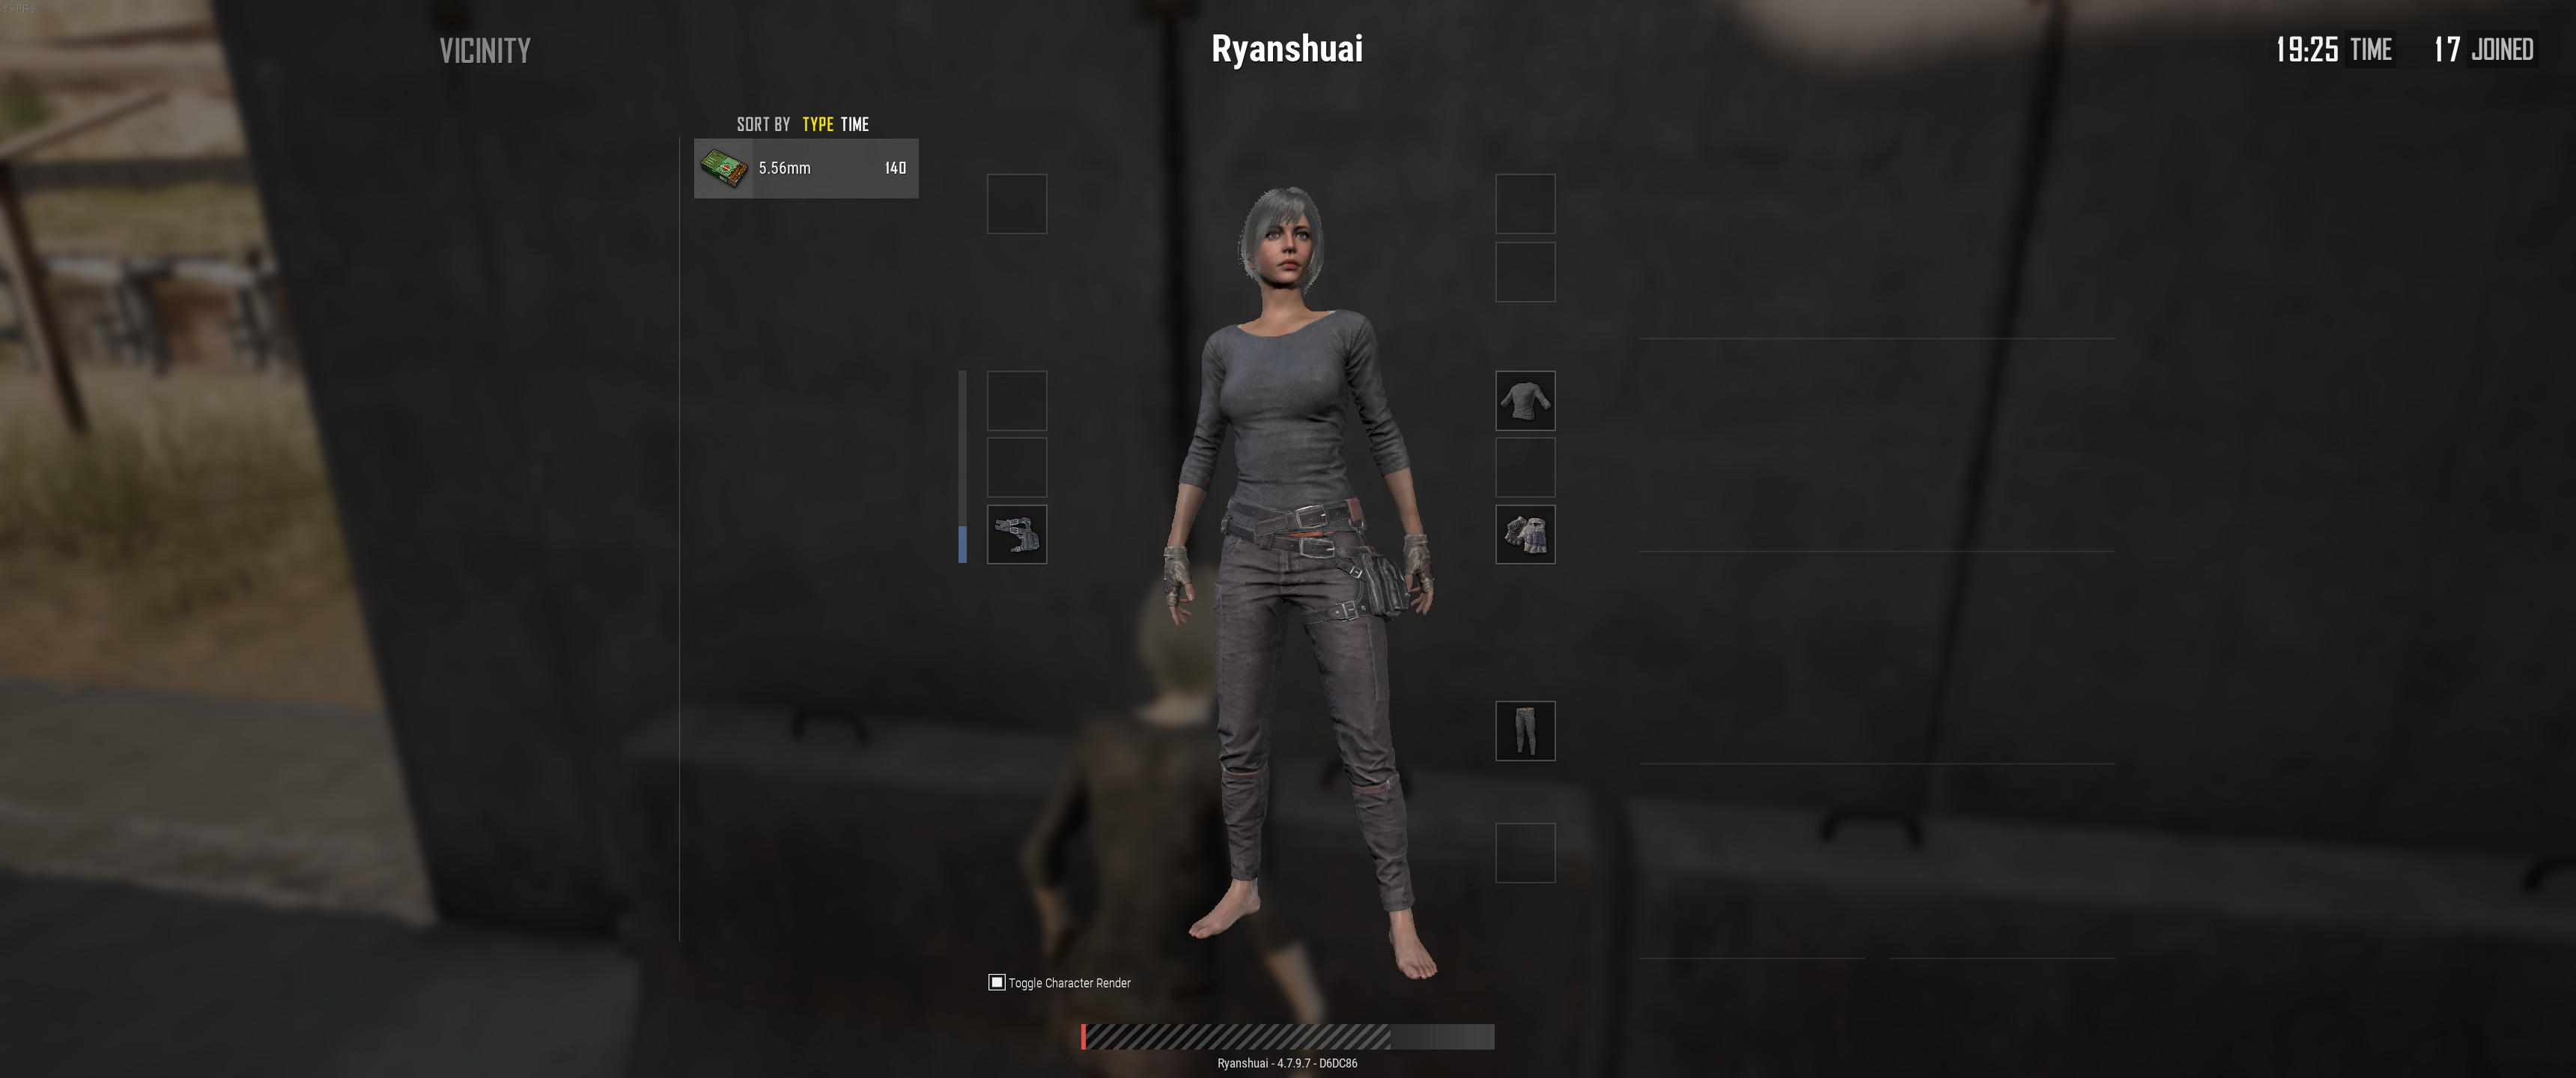 VICINITY
Ryanshuai
19:25 TIME 17 JOINED
SORT BY TYPE TIME
5.56mm 140
Toggle Character Render
Ryanshuai - 4.7.9.7 - D6DC86